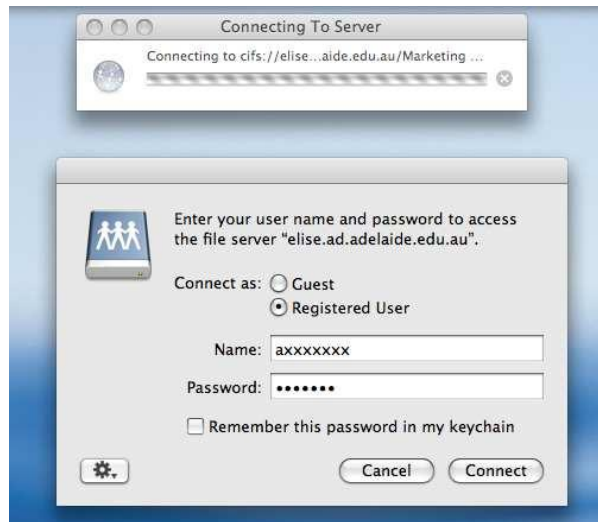 Connecting To Server
Connecting to cifs://elise...aide.edu.au/Marketing ...
Enter your user name and password to access
the file server “elise.ad.adelaide.edu.au”.
Connect as: Guest
Registered User
Name: axxxxxxx
Password: •••••••
Remember this password in my keychain
Cancel Connect